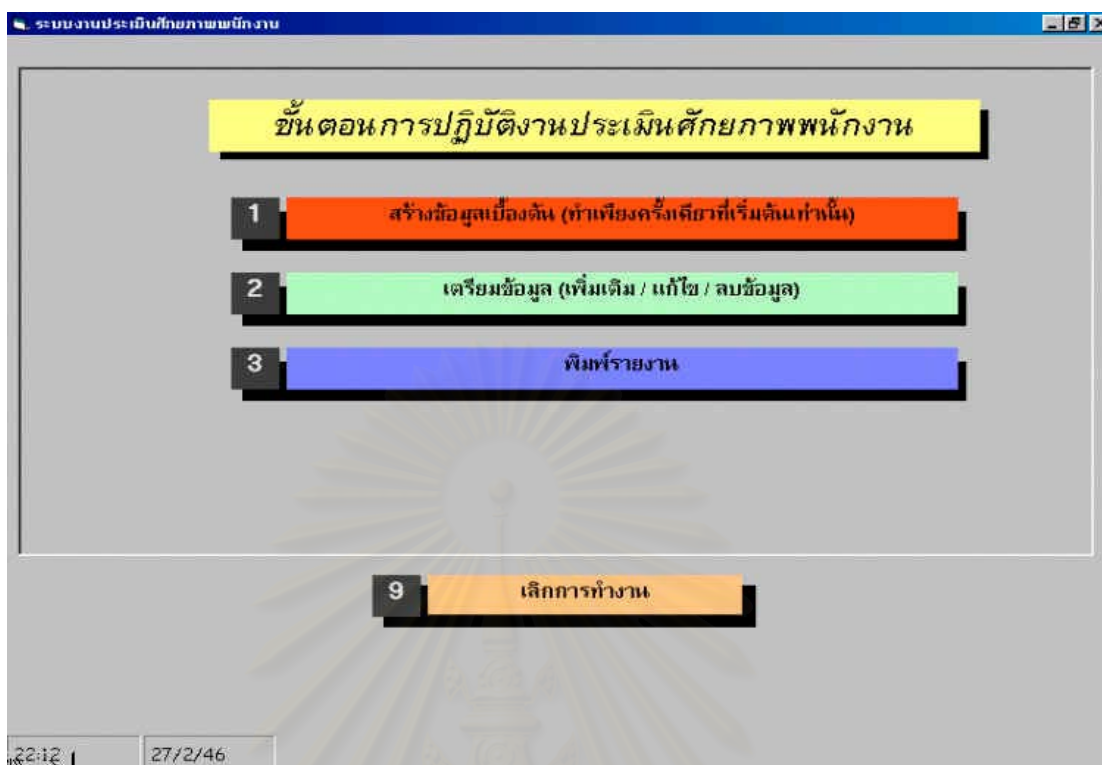 ระบบงานประเมินศักยภาพพนักงาน
ขั้นตอนการปฏิบัติงานประเมินศักยภาพพนักงาน
1 สร้างข้อมูลเบื้องต้น (ทำเพียงครั้งเดียวที่เริ่มต้นเท่านั้น)
2 เตรียมข้อมูล (เพิ่มเติม / แก้ไข / ลบข้อมูล)
3 พิมพ์รายงาน
9 เลิกการทำงาน
22:12 27/2/46